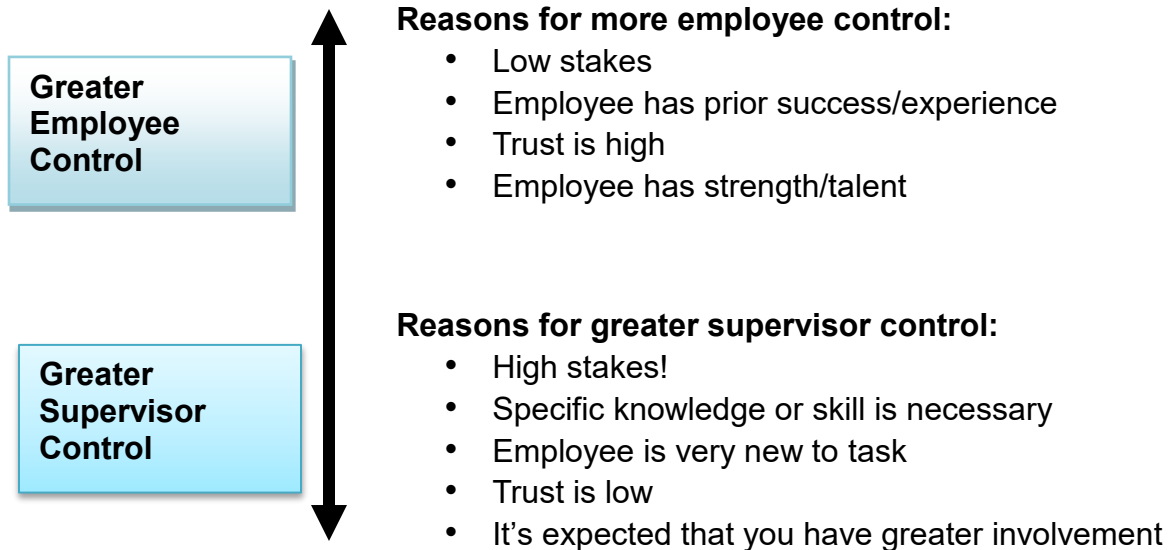 Greater
Employee
Control
Reasons for more employee control:
• Low stakes
• Employee has prior success/experience
• Trust is high
• Employee has strength/talent
Greater
Supervisor
Control
Reasons for greater supervisor control:
• High stakes!
• Specific knowledge or skill is necessary
• Employee is very new to task
• Trust is low
• It’s expected that you have greater involvement